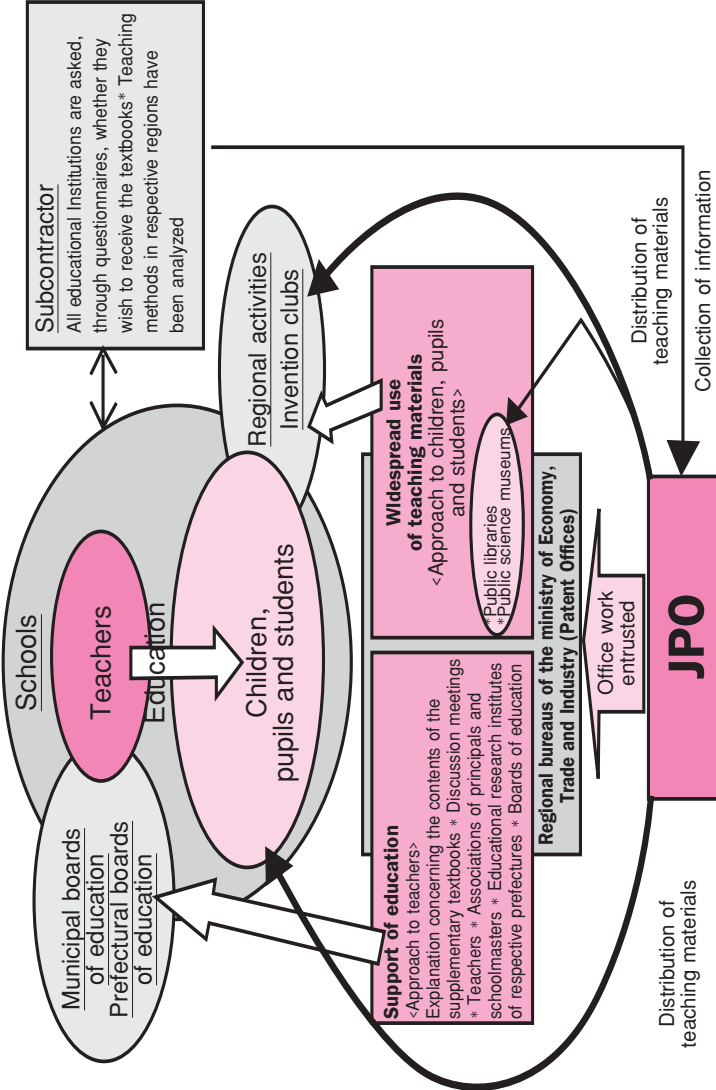 Schools
Teachers
Education
Children,
pupils and students
Municipal boards
of education
Prefectural boards
of education
Regional activities
Invention clubs
Subcontractor
All educational Institutions are asked,
through questionnaires, whether they
wish to receive the textbooks* Teaching
methods in respective regions have
been analyzed
Support of education
<Approach to teachers>
Explanation concerning the contents of the
supplementary textbooks * Discussion meetings
* Teachers * Associations of principals and
schoolmasters * Educational research institutes
of respective prefectures * Boards of education
Widespread use
of teaching materials
<Approach to children, pupils
and students>
*Public libraries
*Public science museums
Regional bureaus of the ministry of Economy,
Trade and Industry (Patent Offices)
Office work
entrusted
JPO
Distribution of
teaching materials
Distribution of
teaching materials
Collection of information